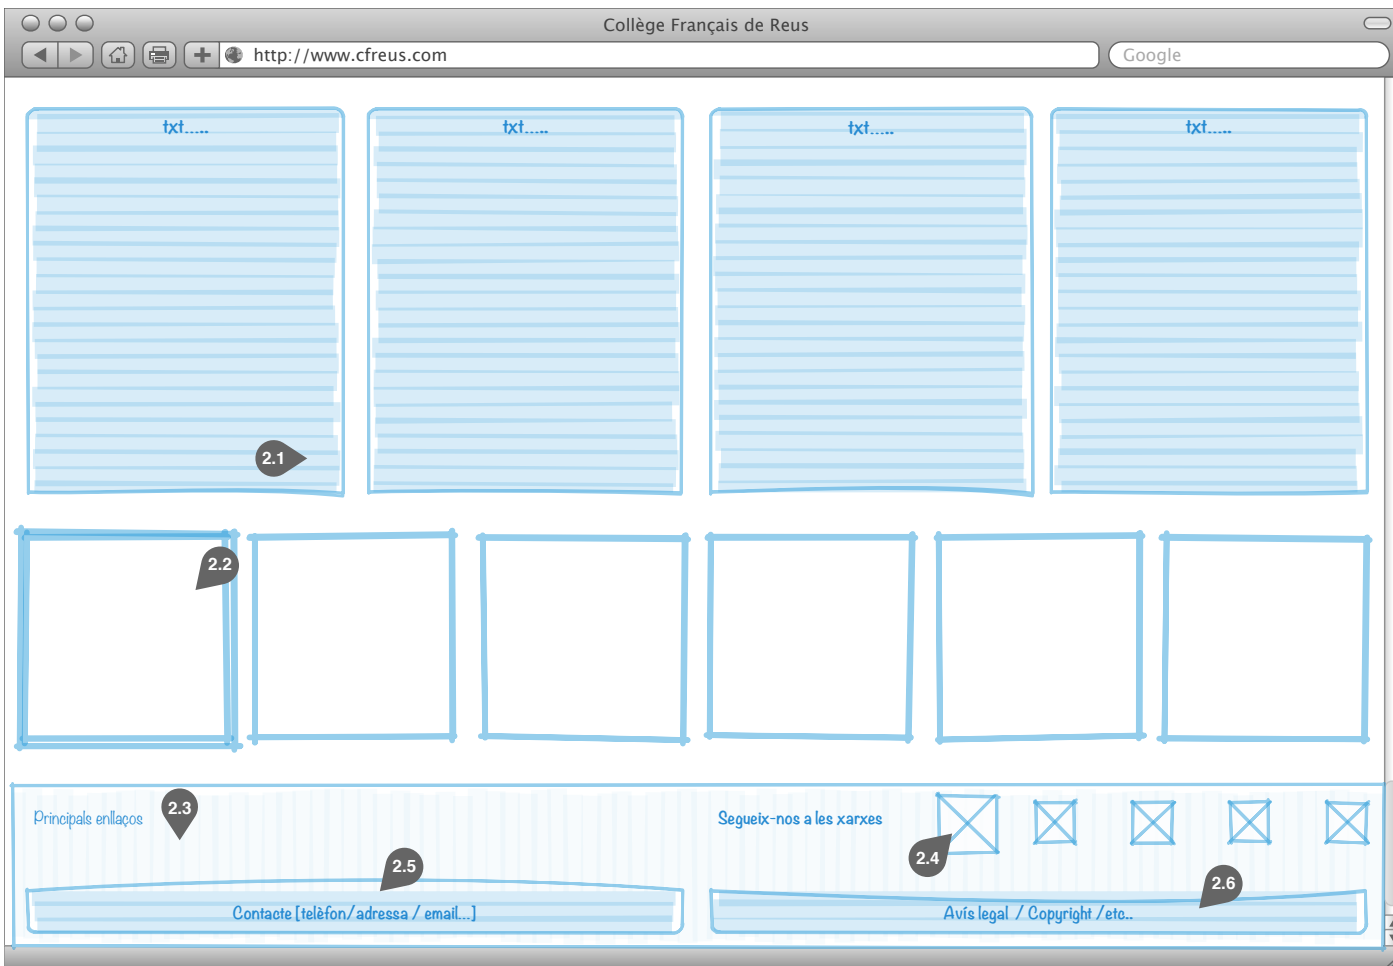 Collège Français de Reus
http://www.cfreus.com
Google
txt.....
txt.....
txt.....
txt.....
2.1
2.2
Principals enllaços
2.3
Segueix-nos a les xarxes
2.4
2.5
2.6
Contacte [telèfon/adressa / email...]
Avís legal / Copyright /etc..